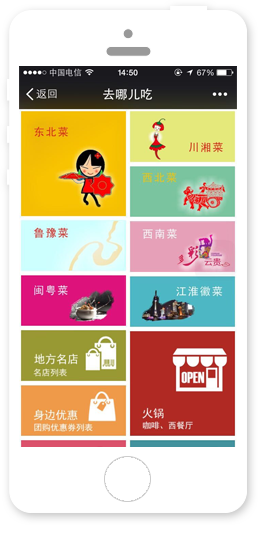 中国电信 14:50 67%
返回 去哪儿吃
东北菜
川湘菜
西北菜
鲁豫菜
西南菜
云贵
闽粤菜
江淮徽菜
地方名店
名店列表
身边优惠
团购优惠券列表
OPEN
火锅
咖啡、西餐厅